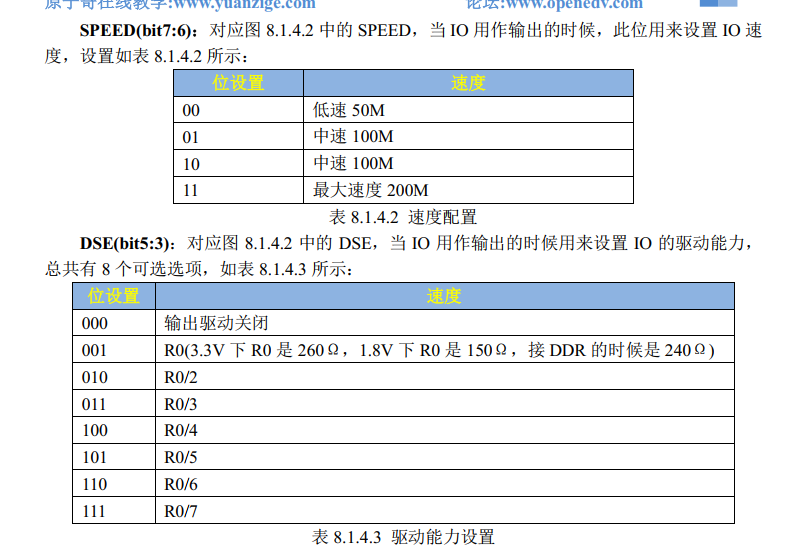 原子哥在线教学:www.yuanzige.com 论坛:www.openedv.com
SPEED(bit7:6)：对应图 8.1.4.2 中的 SPEED，当 IO 用作输出的时候，此位用来设置 IO 速
度，设置如表 8.1.4.2 所示：
位设置 速度
00 低速 50M
01 中速 100M
10 中速 100M
11 最大速度 200M
表 8.1.4.2 速度配置
DSE(bit5:3)：对应图 8.1.4.2 中的 DSE，当 IO 用作输出的时候用来设置 IO 的驱动能力，
总共有 8 个可选选项，如表 8.1.4.3 所示：
位设置 速度
000 输出驱动关闭
001 R0(3.3V 下 R0 是 260Ω，1.8V 下 R0 是 150Ω，接 DDR 的时候是 240Ω)
010 R0/2
011 R0/3
100 R0/4
101 R0/5
110 R0/6
111 R0/7
表 8.1.4.3 驱动能力设置